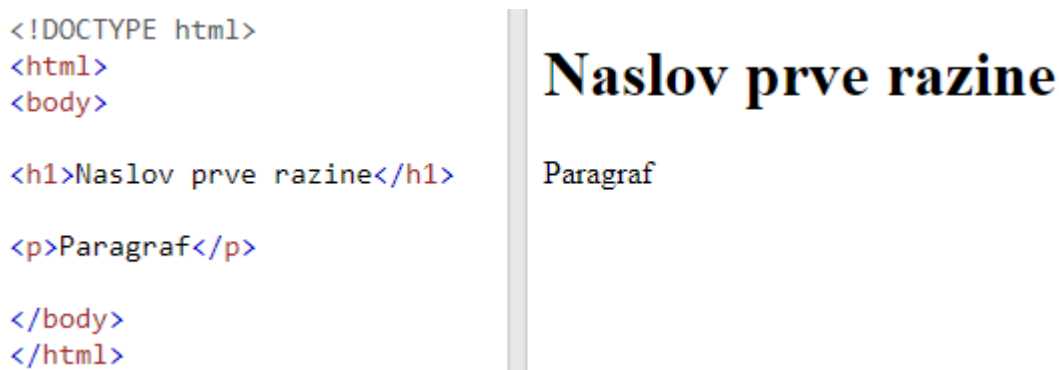 <!DOCTYPE html>
<html>
<body>
<h1>Naslov prve razine</h1>
<p>Paragraf</p>
</body>
</html>
Naslov prve razine
Paragraf